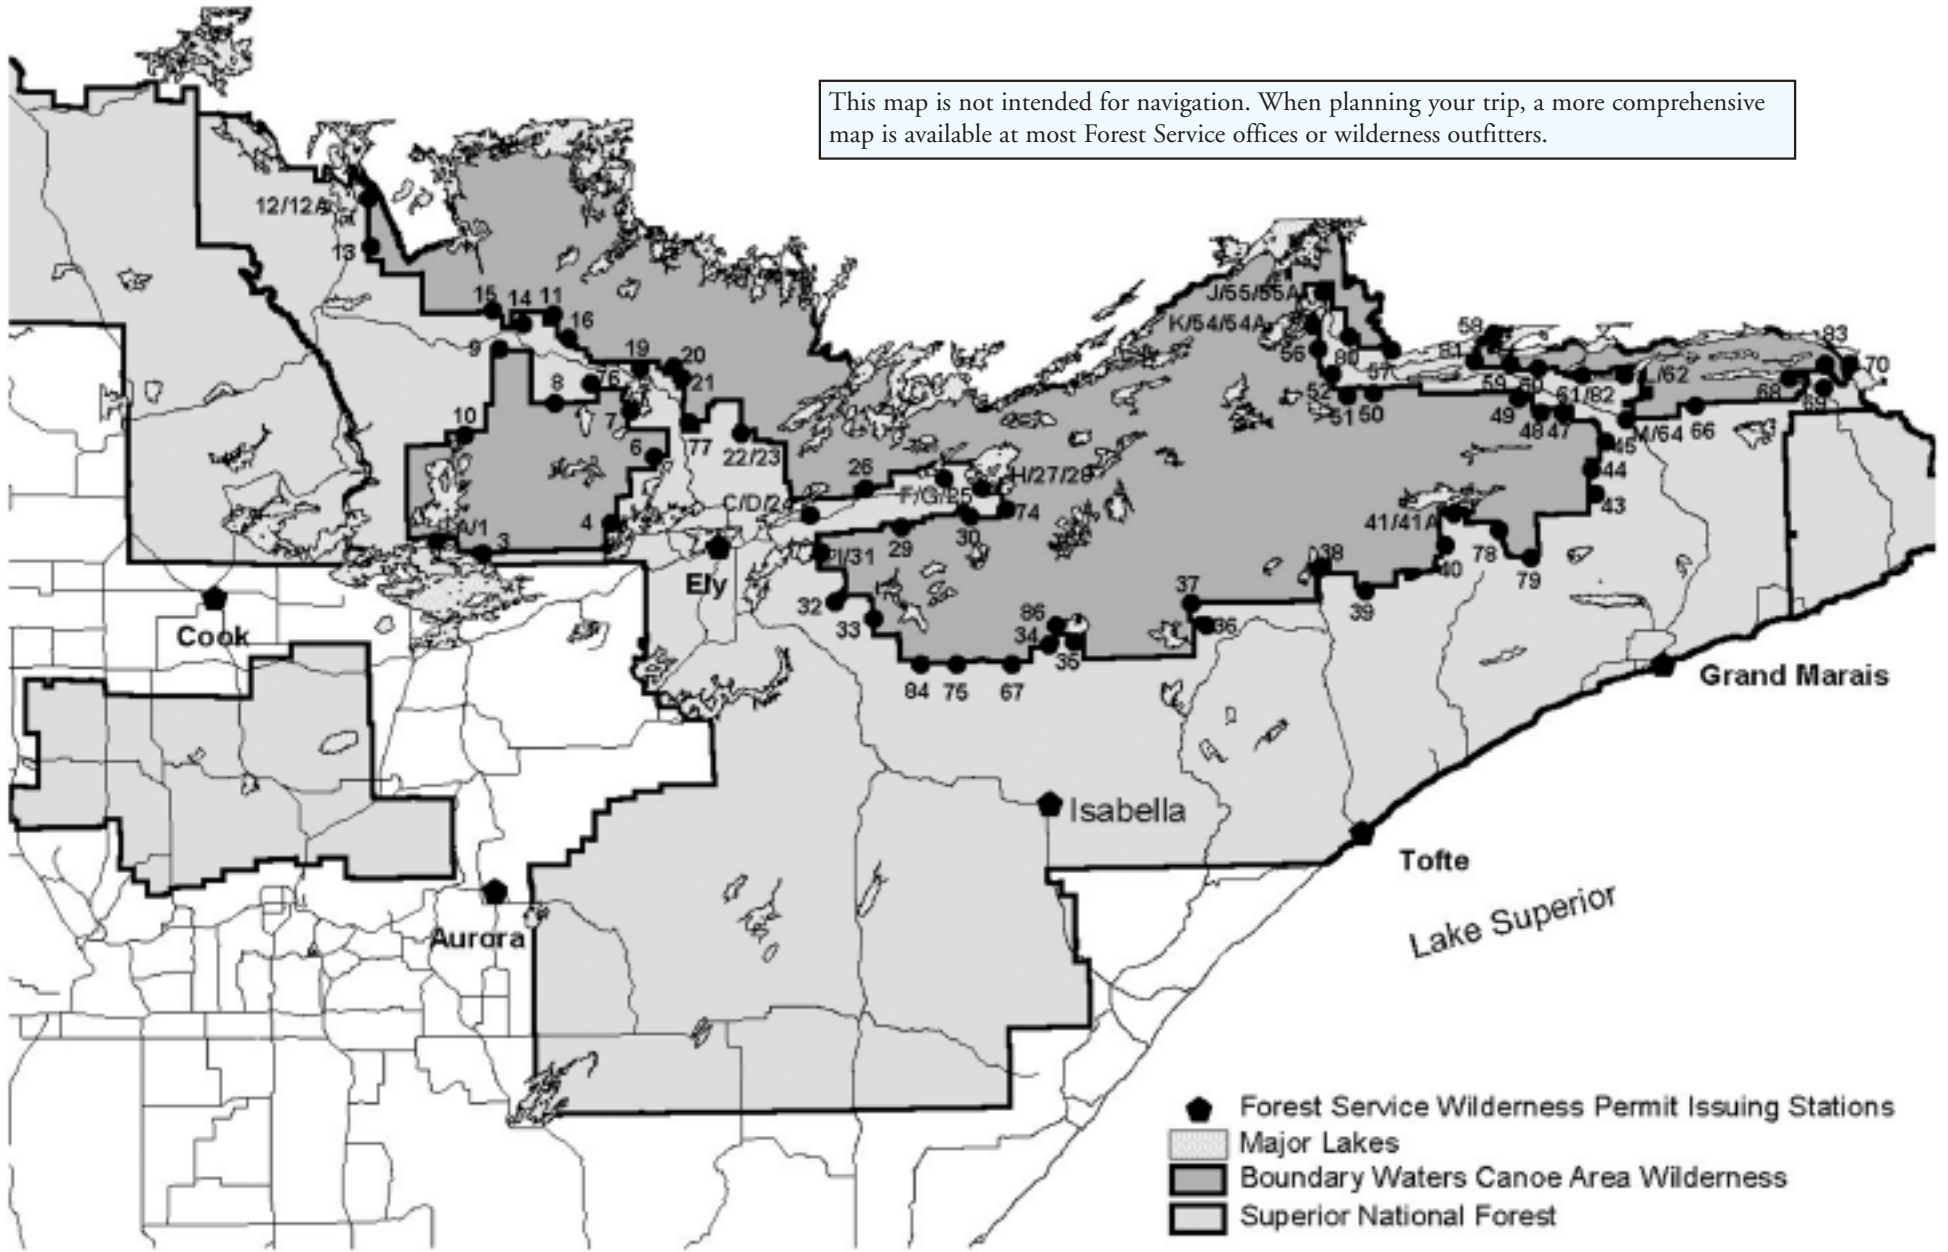 This map is not intended for navigation. When planning your trip, a more comprehensive
map is available at most Forest Service offices or wilderness outfitters.
12/12A
13
15
14
11
16
9
19
20
76
21
8
10
7
77
6
22/23
A/1
3
4
C/D/24
26
F/G/25
H/27/28
74
30
29
I/31
32
33
84
75
67
34
86
35
37
36
38
39
40
41/41A
78
79
43
44
45
M/64
66
47
48
49
50
51
52
56
K/54/54A
J/55/55A
80
57
81
58
59
60
61/82
L/62
68
69
83
70
Ely
Cook
Grand Marais
Isabella
Tofte
Aurora
Lake Superior
Forest Service Wilderness Permit Issuing Stations
Major Lakes
Boundary Waters Canoe Area Wilderness
Superior National Forest